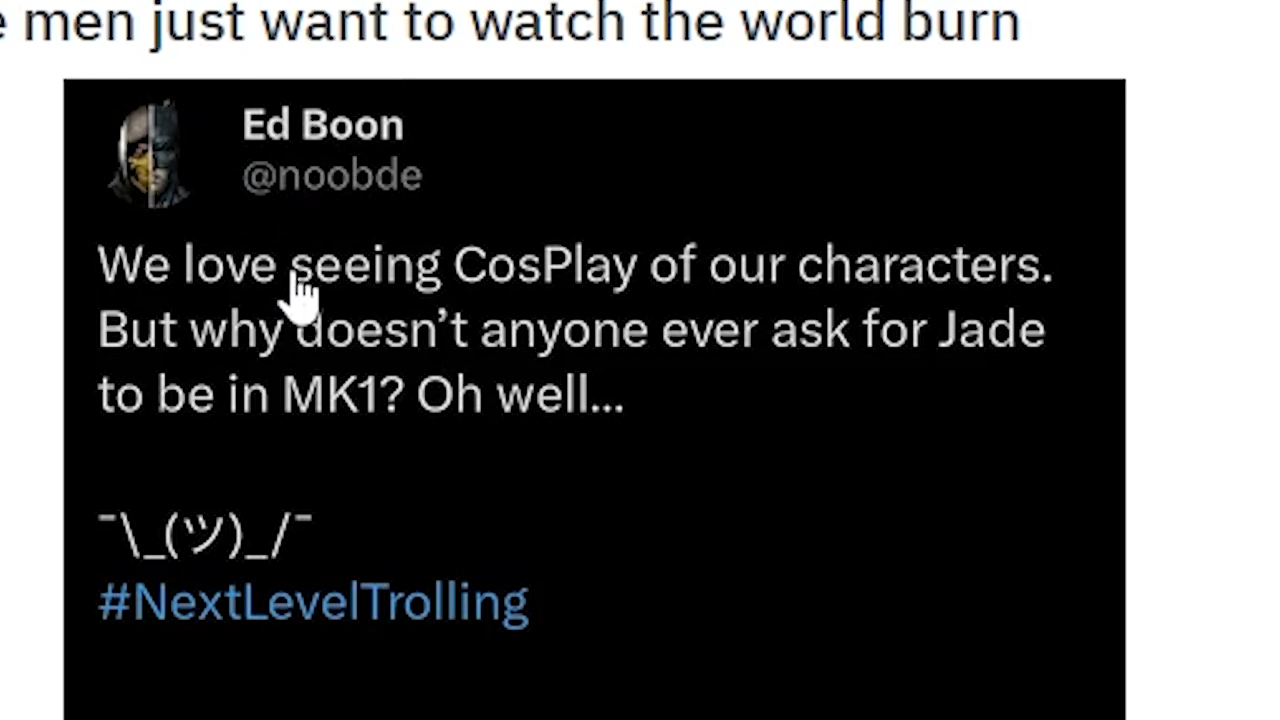 men just want to watch the world burn
Ed Boon
@noobde
We love seeing CosPlay of our characters.
But why doesn’t anyone ever ask for Jade
to be in MK1? Oh well...
¯\_(ツ)_/¯
#NextLevelTrolling